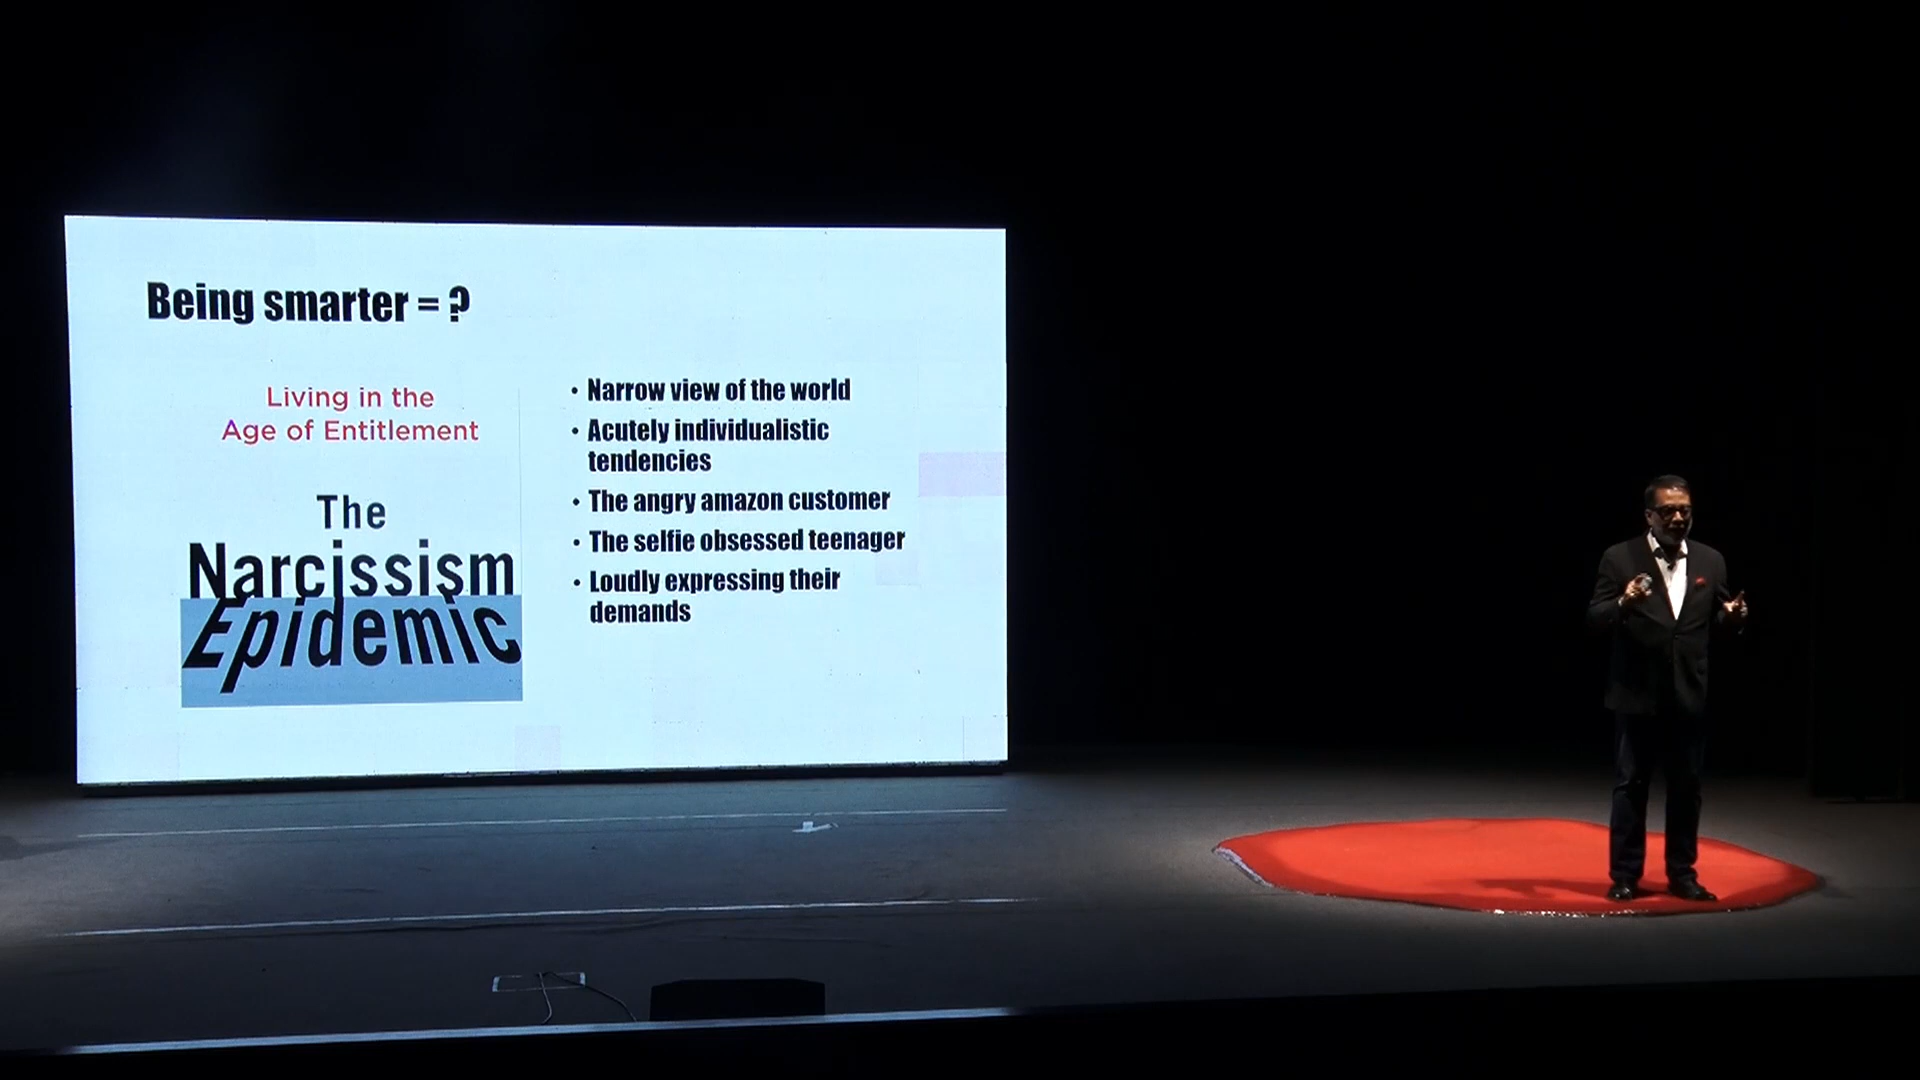 Being smarter = ?
Living in the
Age of Entitlement
The
Narcissism
Epidemic
• Narrow view of the world
• Acutely individualistic
tendencies
• The angry amazon customer
• The selfie obsessed teenager
• Loudly expressing their
demands